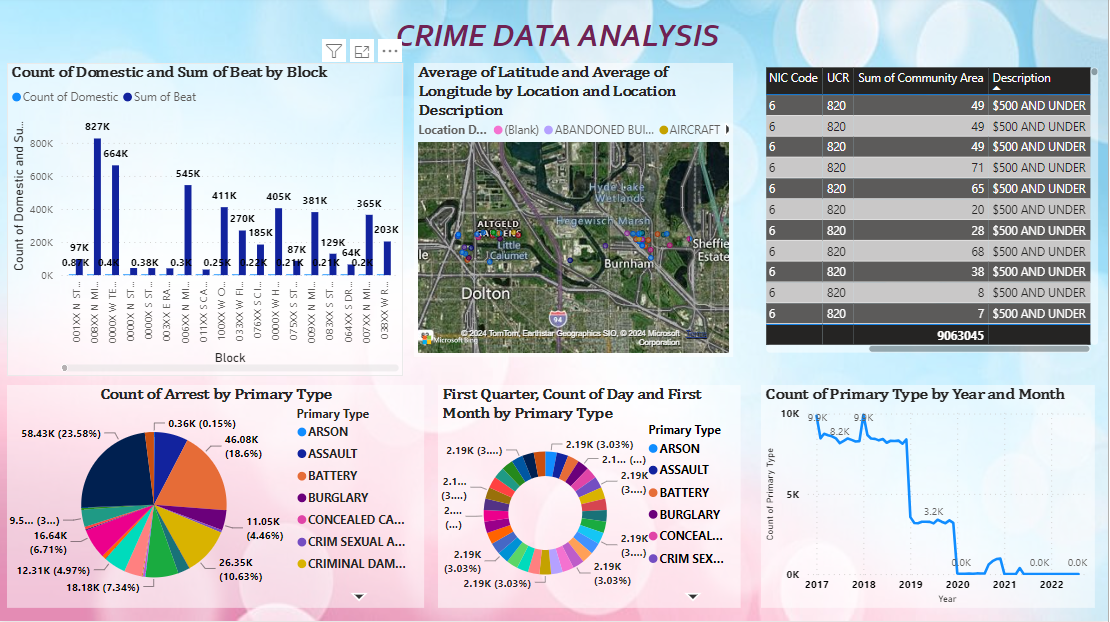 CRIME DATA ANALYSIS
Count of Domestic and Sum of Beat by Block
Count of Domestic Sum of Beat
Count of Domestic and Su...
800K
600K
400K
200K
0K
827K
664K
545K
411K
405K
381K
365K
270K
203K
185K
129K
97K
87K
64K
0.4K
0.38K
0.3K
0.25K
0.22K
0.21K
0.21K
0.2K
001XX N ST...
008XX N MI...
0000X W TE...
0000X N ST...
0000X S ST...
003XX E RA...
006XX N MI...
011XX S CA...
100XX W O...
033XX W FI...
076XX S CI...
0000X W H...
075XX S ST...
009XX N MI...
083XX S ST...
064XX S DR...
007XX N MI...
038XX W R...
Block
Average of Latitude and Average of
Longitude by Location and Location
Description
Location D... (Blank) ABANDONED BUI... AIRCRAFT
Hyde Lake
Wetlands
Hegewisch Marsh
ALTGELD
GARDENS
Little
Calumet
le
Burnham
Sheffie
Estate
Dolton
94
© 2024 TomTom, Earthstar Geographics SIO, © 2024 Microsoft
Corporation
Microsoft Bing
NIC Code UCR Sum of Community Area Description
6 820 49 $500 AND UNDER
6 820 49 $500 AND UNDER
6 820 49 $500 AND UNDER
6 820 71 $500 AND UNDER
6 820 65 $500 AND UNDER
6 820 20 $500 AND UNDER
6 820 28 $500 AND UNDER
6 820 68 $500 AND UNDER
6 820 38 $500 AND UNDER
6 820 8 $500 AND UNDER
6 820 7 $500 AND UNDER
9063045
Count of Arrest by Primary Type
0.36K (0.15%)
46.08K
(18.6%)
11.05K
(4.46%)
26.35K
(10.63%)
18.18K (7.34%)
12.31K (4.97%)
16.64K
(6.71%)
9.5... (3...)
58.43K (23.58%)
Primary Type
ARSON
ASSAULT
BATTERY
BURGLARY
CONCEALED CA...
CRIM SEXUAL A...
CRIMINAL DAM...
First Quarter, Count of Day and First
Month by Primary Type
2.19K (3.03%)
2.1... (...)
2.19K
(3....)
2.19K
(3....)
2.19K
(3.03%)
2.19K (3.03%)
2.19K
(3.03%)
2....
(...)
2.1...
(3....)
2.19K (3....)
Primary Type
ARSON
ASSAULT
BATTERY
BURGLARY
CONCEAL...
CRIM SEX...
Count of Primary Type by Year and Month
Count of Primary Type
10K
5K
0K
8.2K
3.2K
0.0K
0.0K
0.0K
2017 2018 2019 2020 2021 2022
Year